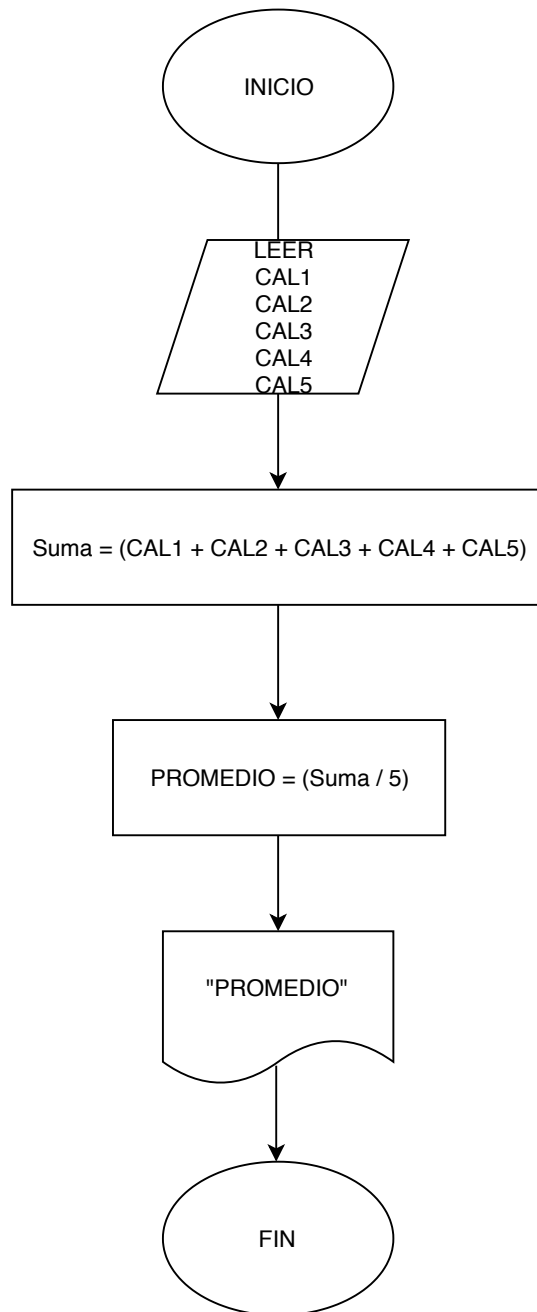 INICIO
LEER
CAL1
CAL2
CAL3
CAL4
CAL5
Suma = (CAL1 + CAL2 + CAL3 + CAL4 + CAL5)
PROMEDIO = (Suma / 5)
"PROMEDIO"
FIN